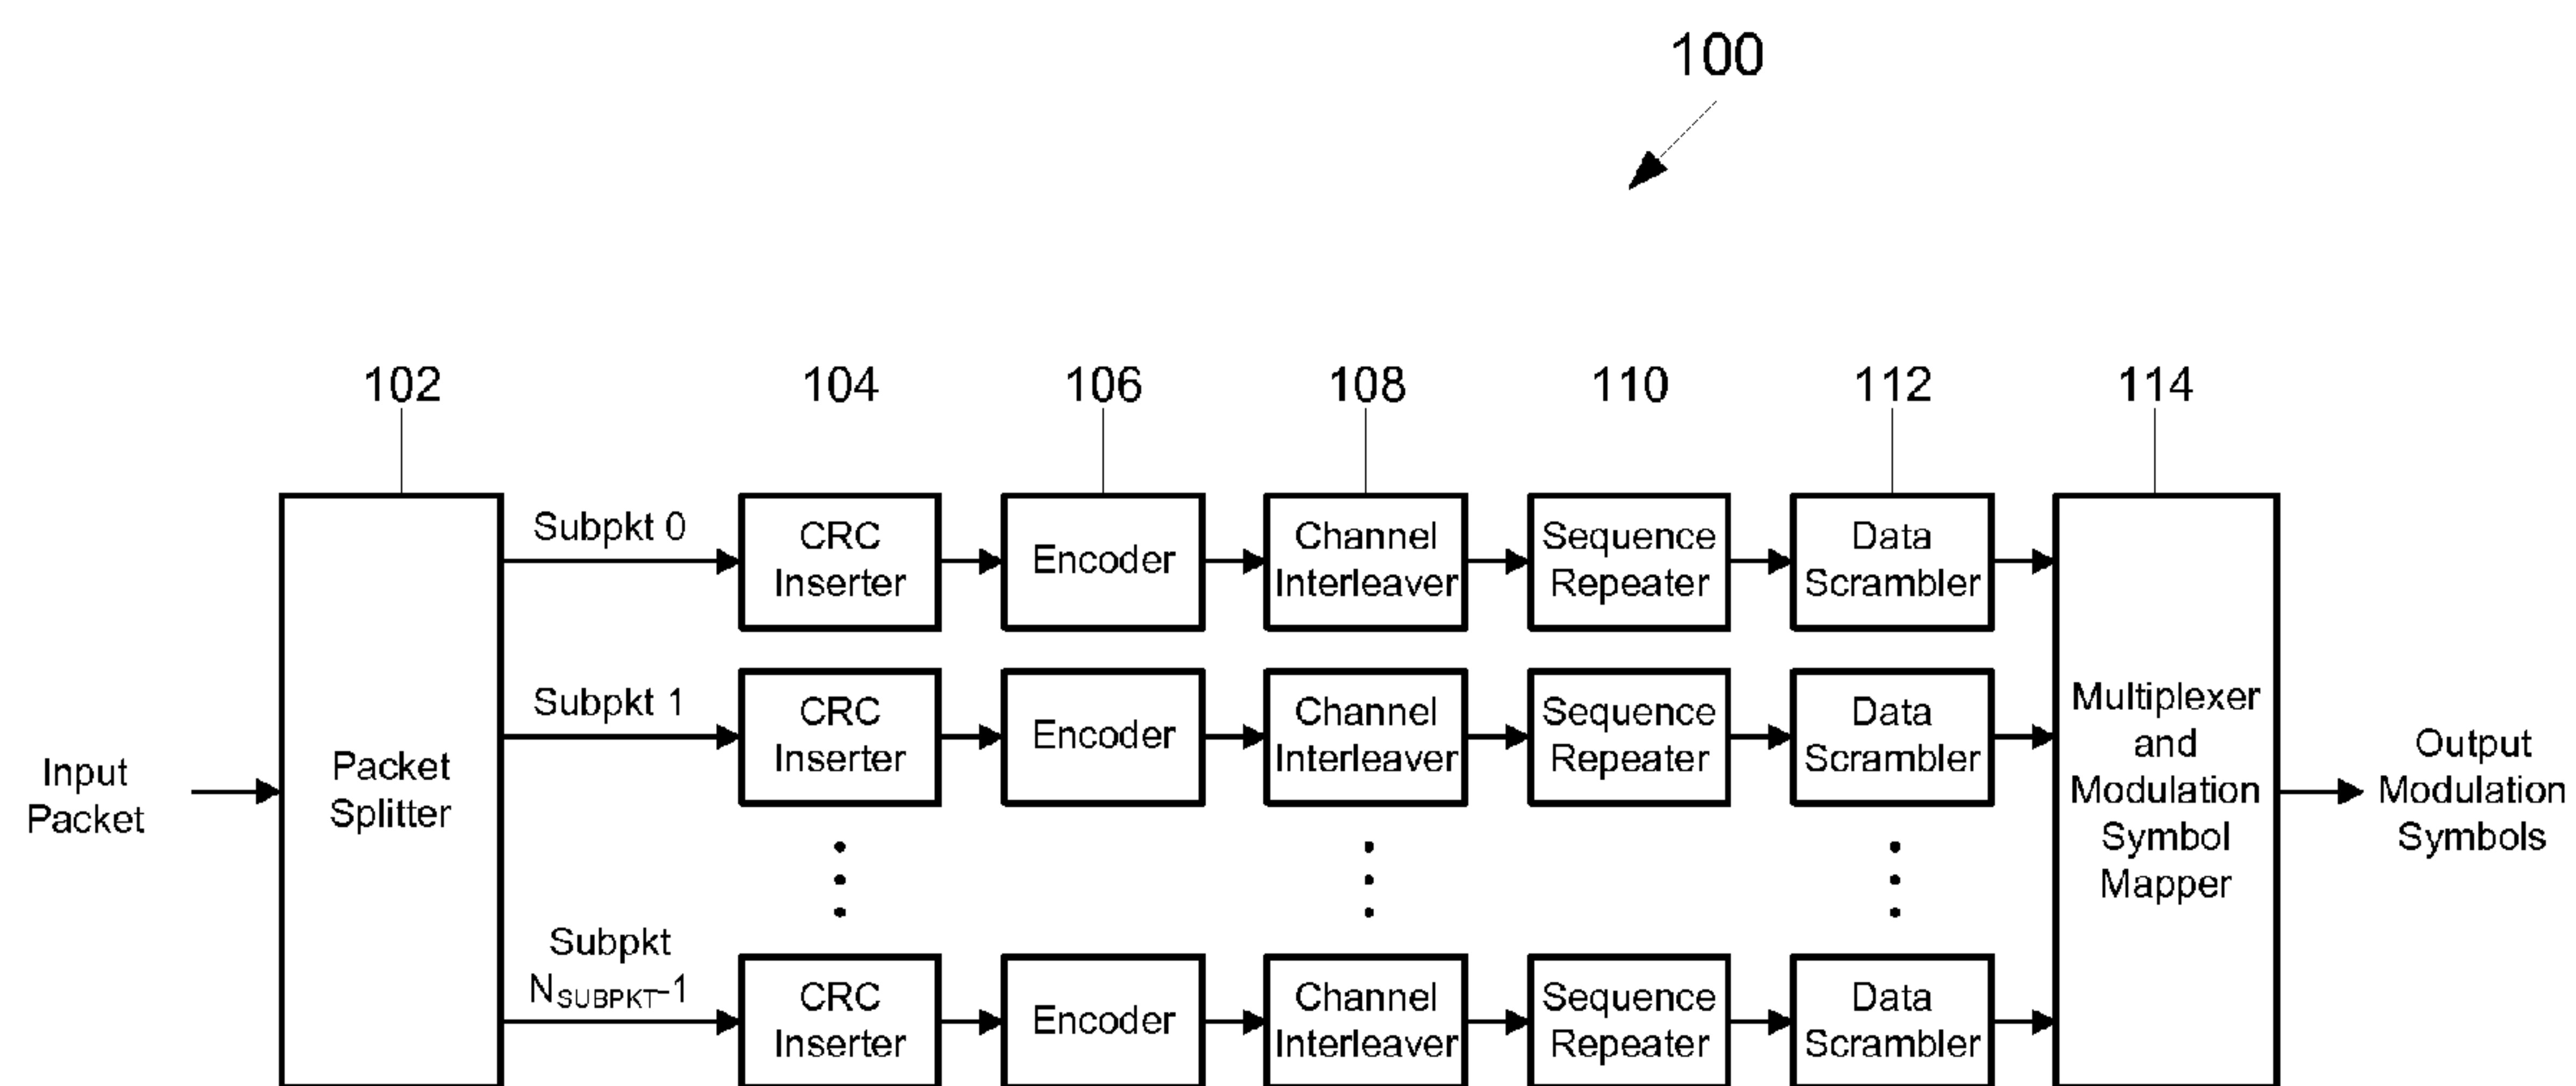 100
102
104
106
108
110
112
114
Input
Packet
Packet
Splitter
Subpkt 0
CRC
Inserter
Encoder
Channel
Interleaver
Sequence
Repeater
Data
Scrambler
Subpkt 1
CRC
Inserter
Encoder
Channel
Interleaver
Sequence
Repeater
Data
Scrambler
Subpkt
NSUBPKT-1
CRC
Inserter
Encoder
Channel
Interleaver
Sequence
Repeater
Data
Scrambler
Multiplexer
and
Modulation
Symbol
Mapper
Output
Modulation
Symbols